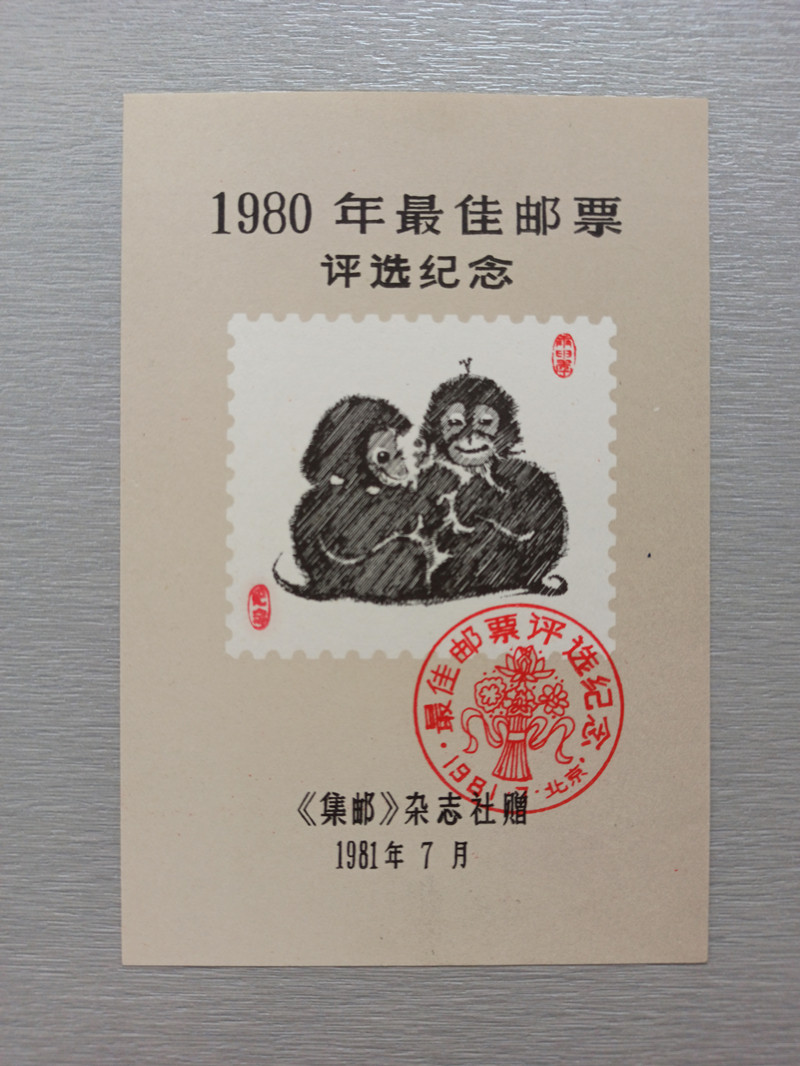 1980 年最佳邮票
评选纪念
·最佳邮票评选纪念·
1981.7·北京
《集邮》杂志社赠
1981年 7 月